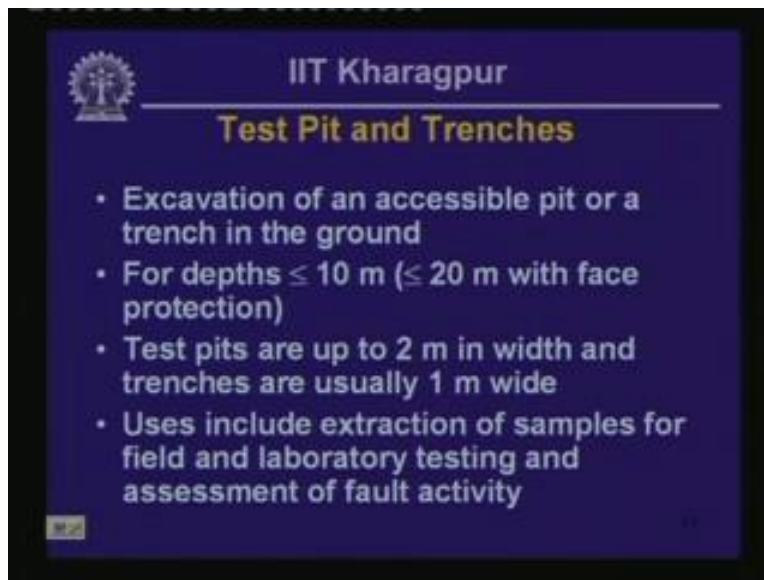 IIT Kharagpur
Test Pit and Trenches
• Excavation of an accessible pit or a
trench in the ground
• For depths ≤ 10 m (≤ 20 m with face
protection)
• Test pits are up to 2 m in width and
trenches are usually 1 m wide
• Uses include extraction of samples for
field and laboratory testing and
assessment of fault activity